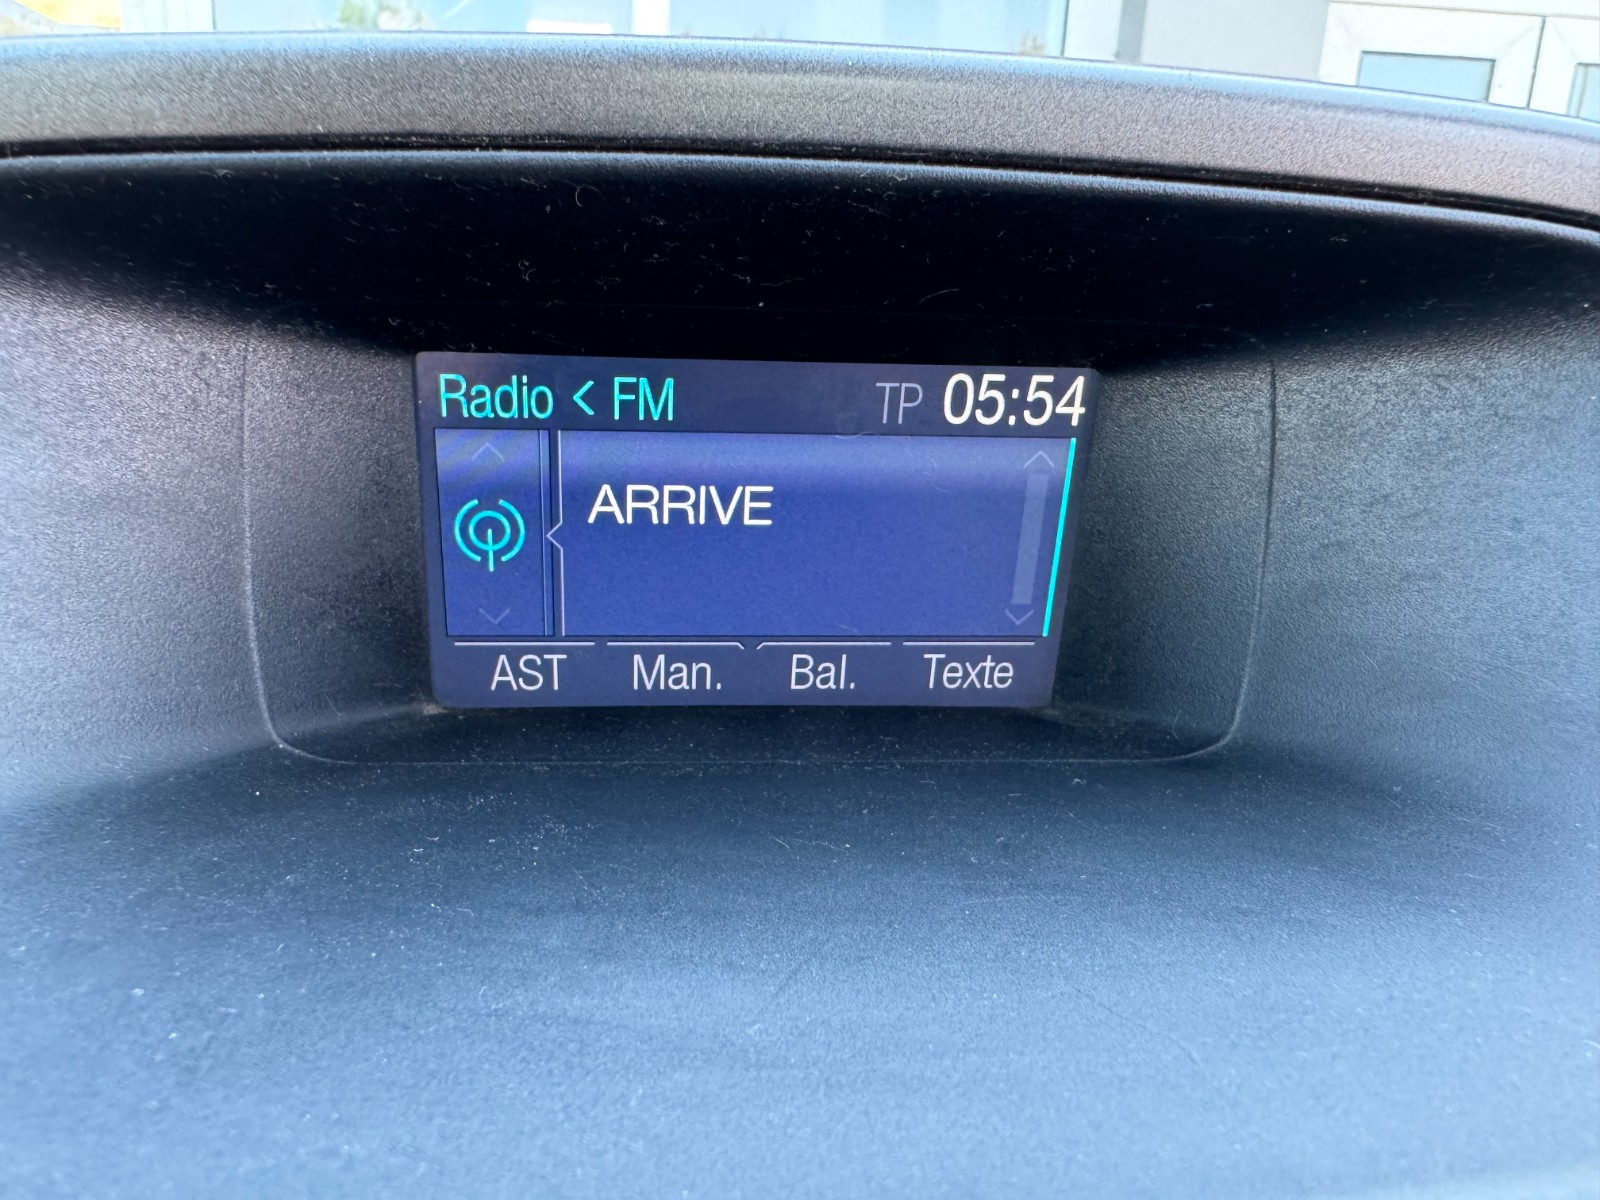 Radio < FM TP 05:54
ARRIVE
AST Man. Bal. Texte